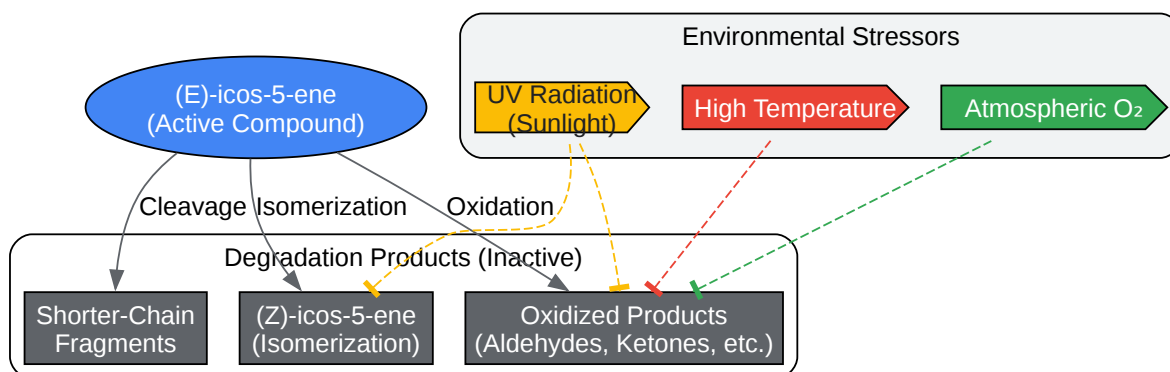 Environmental Stressors
(E)-icos-5-ene
(Active Compound)
UV Radiation
(Sunlight)
High Temperature
Atmospheric O₂
Cleavage
Isomerization
Oxidation
Degradation Products (Inactive)
Shorter-Chain
Fragments
(Z)-icos-5-ene
(Isomerization)
Oxidized Products
(Aldehydes, Ketones, etc.)